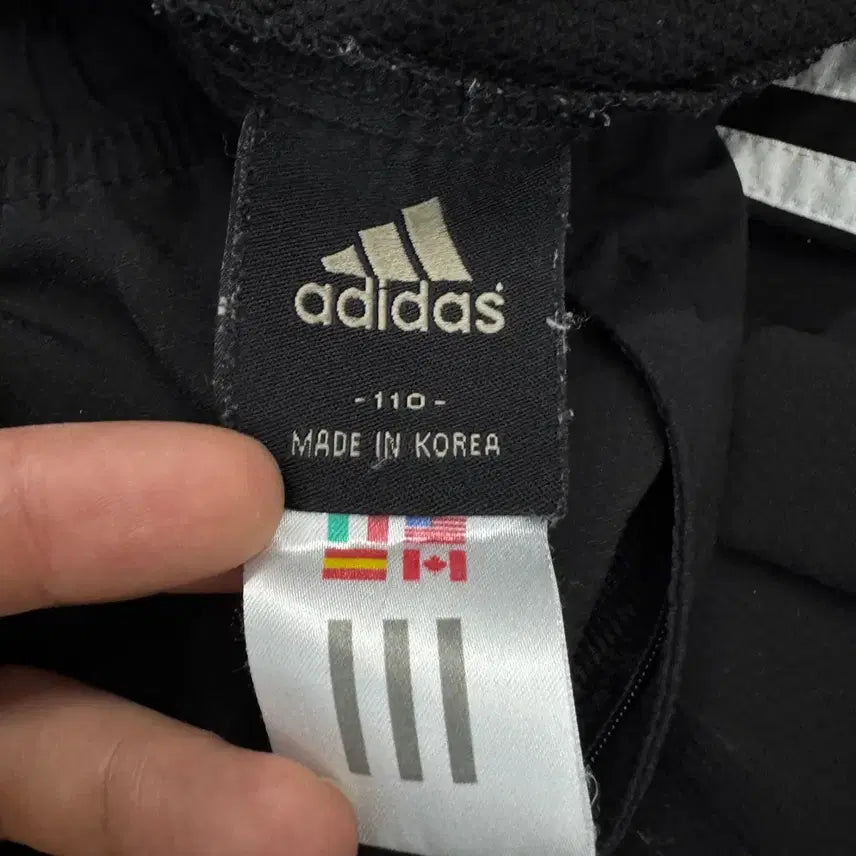 adidas
-110-
MADE IN KOREA